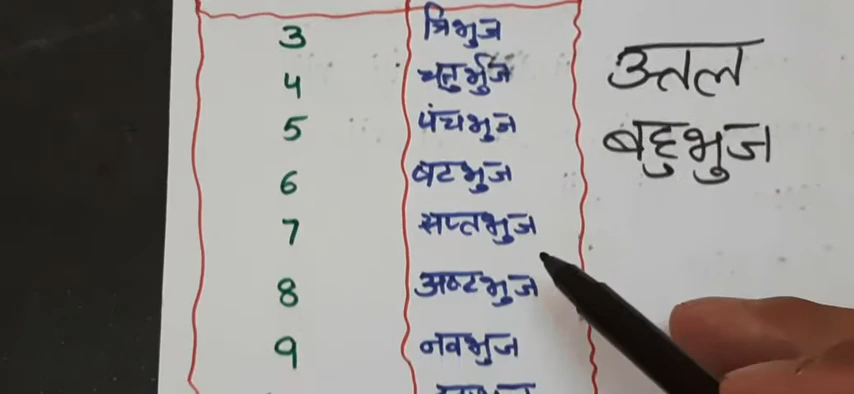 3 त्रिभुज
4 चतुर्भुज
5 पंचभुज
6 षटभुज
7 सप्तभुज
8 अष्टभुज
9 नवभुज
उत्तल
बहुभुज